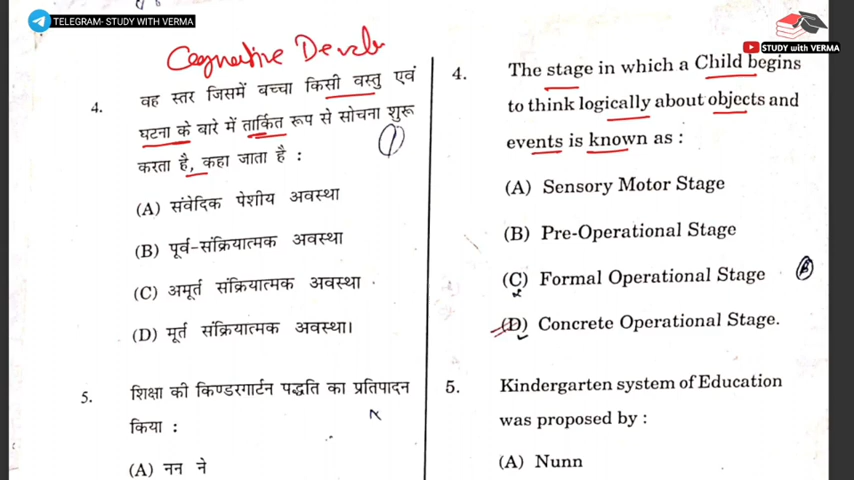 TELEGRAM- STUDY WITH VERMA
STUDY with VERMA
Cognative Develo
4. वह स्तर जिसमें बच्चा किसी वस्तु एवं
घटना के बारे में तार्कित रूप से सोचना शुरू
करता है, कहा जाता है :
(A) संवेदिक पेशीय अवस्था
(B) पूर्व-संक्रियात्मक अवस्था
(C) अमूर्त संक्रियात्मक अवस्था
(D) मूर्त संक्रियात्मक अवस्था।
5. शिक्षा की किण्डरगार्टन पद्धति का प्रतिपादन
किया :
(A) नन ने
4. The stage in which a Child begins
to think logically about objects and
events is known as :
(A) Sensory Motor Stage
(B) Pre-Operational Stage
(C) Formal Operational Stage
(D) Concrete Operational Stage.
5. Kindergarten system of Education
was proposed by :
(A) Nunn